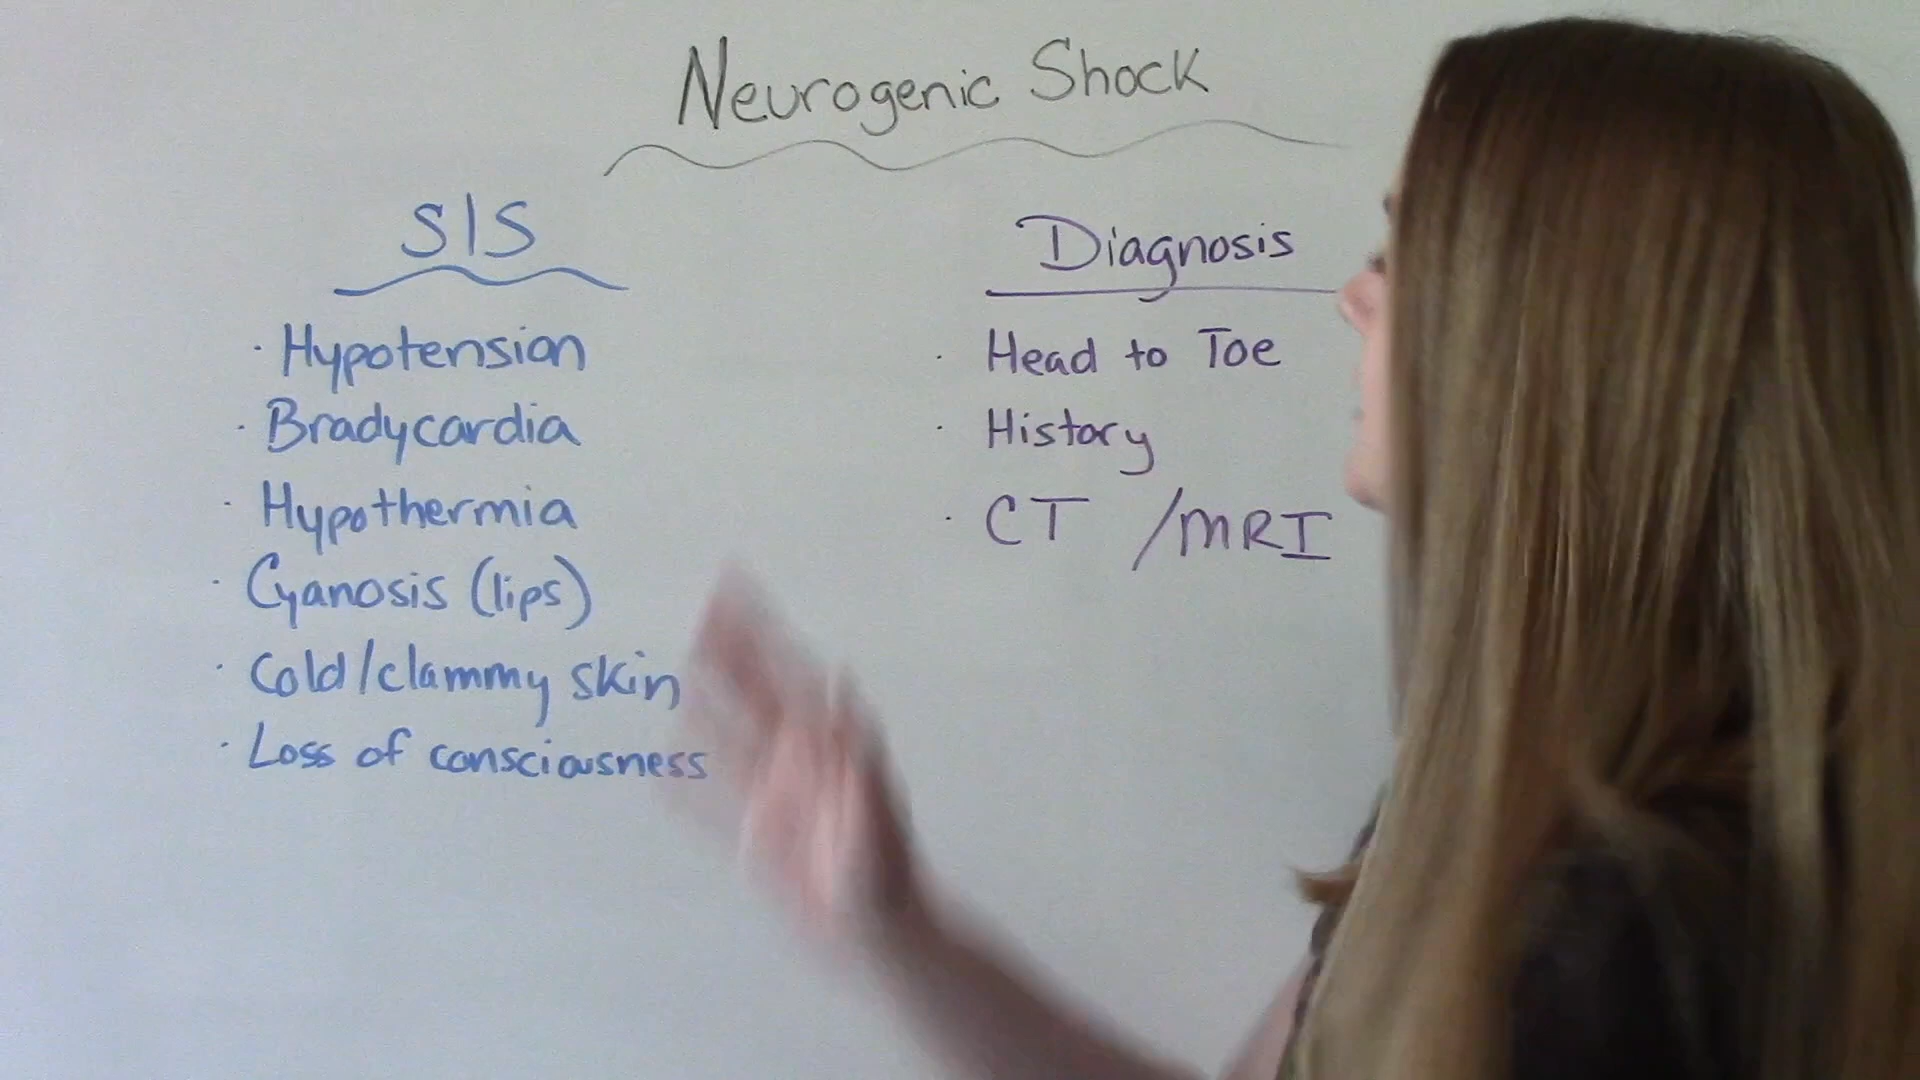 Neurogenic Shock
S|S
· Hypotension
· Bradycardia
· Hypothermia
· Cyanosis (lips)
· Cold/clammy skin
· Loss of consciousness
Diagnosis
· Head to Toe
· History
· CT /MRI